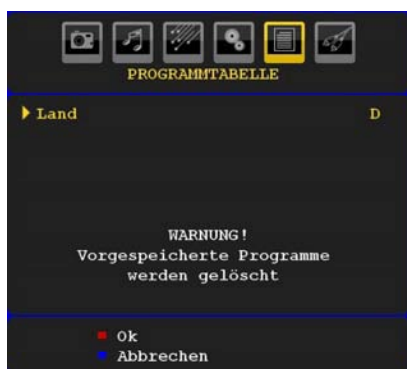 PROGRAMMTABELLE
Land D
WARNUNG!
Vorgespeicherte Programme
werden gelöscht
Ok
Abbrechen